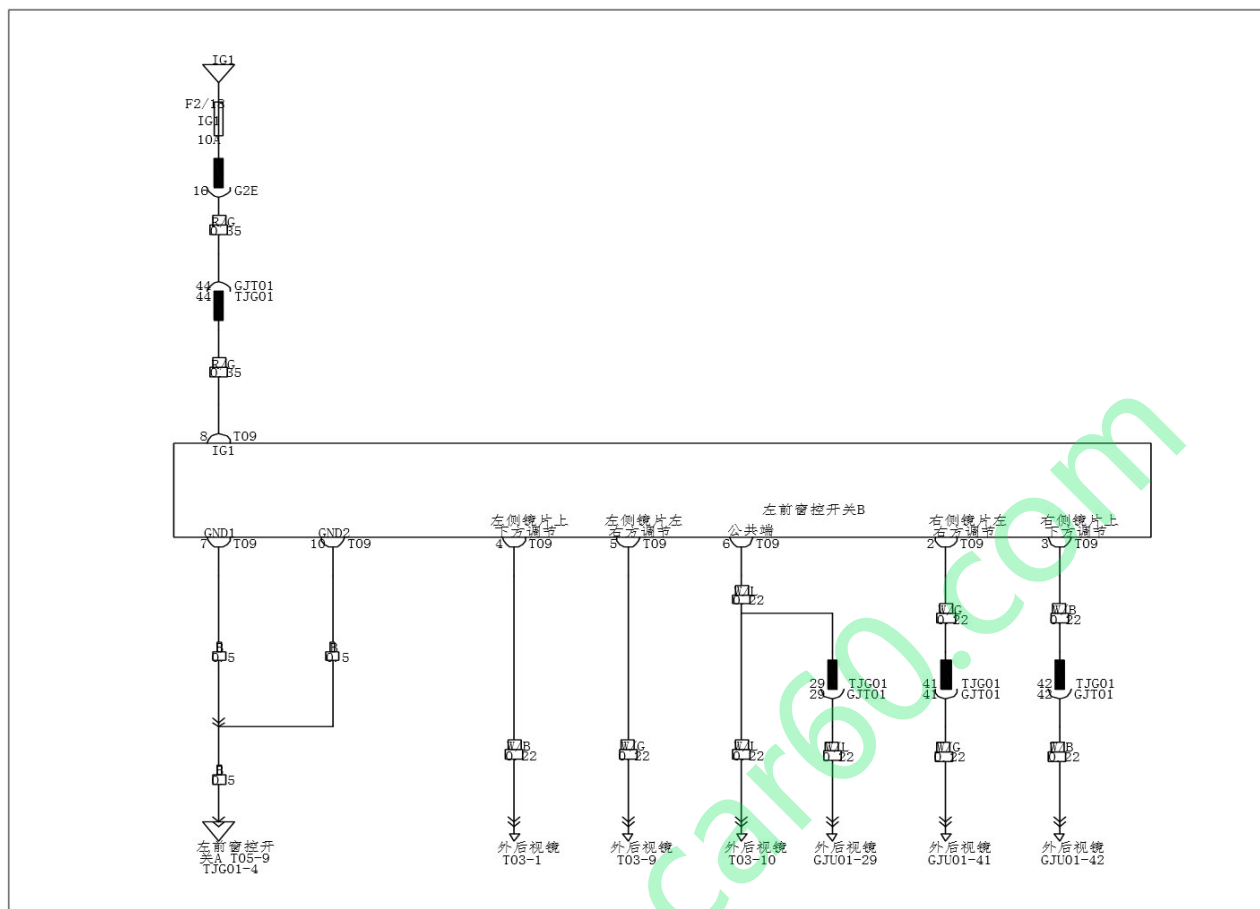 IG1
F2/15
IG1
10A
16 G2E
R/G
0.35
44 GJT01
44 TJG01
R/G
0.35
8 T09
IG1
左前窗控开关B
GND1
GND2
左侧镜片上
下方调节
左侧镜片左
右方调节
公共端
右侧镜片左
右方调节
右侧镜片上
下方调节
7 T09
10 T09
4 T09
5 T09
6 T09
2 T09
3 T09
W/L
0.22
W/G
0.22
W/B
0.22
B
0.5
B
0.5
29 TJG01
29 GJT01
41 TJG01
41 GJT01
42 TJG01
42 GJT01
B
0.5
W/B
0.22
W/G
0.22
W/L
0.22
W/L
0.22
W/G
0.22
W/B
0.22
左前窗控开
关A T05-9
TJG01-4
外后视镜
T03-1
外后视镜
T03-9
外后视镜
T03-10
外后视镜
GJU01-29
外后视镜
GJU01-41
外后视镜
GJU01-42
car60.com